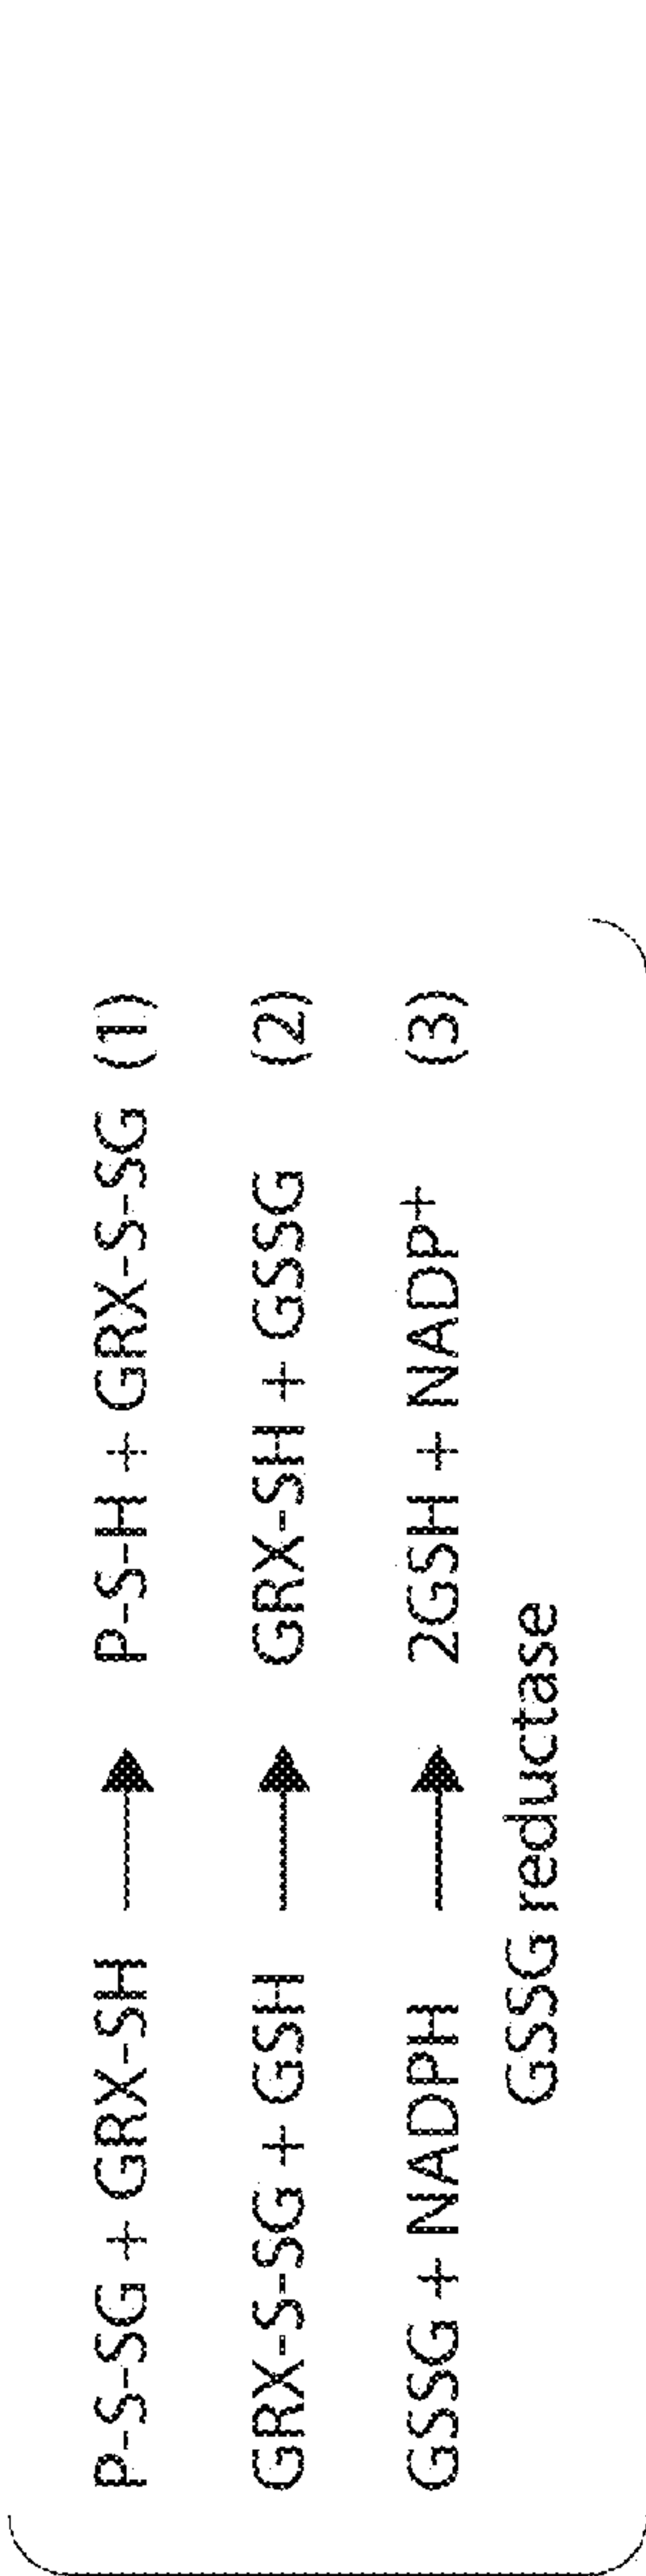 P-S-SG + GRX-SH → P-S-H + GRX-S-SG (1)
GRX-S-SG + GSH → GRX-SH + GSSG (2)
GSSG + NADPH → 2GSH + NADP+ (3)
GSSG reductase